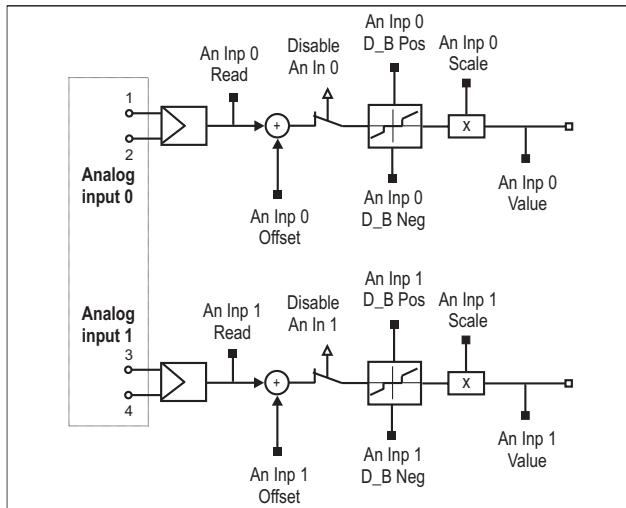 An Inp 0
Read
Disable
An In 0
An Inp 0
D_B Pos
An Inp 0
Scale
1
2
+
X
Analog
input 0
An Inp 0
Offset
An Inp 0
D_B Neg
An Inp 0
Value
An Inp 1
Read
Disable
An In 1
An Inp 1
D_B Pos
An Inp 1
Scale
Analog
input 1
3
4
+
X
An Inp 1
Offset
An Inp 1
D_B Neg
An Inp 1
Value